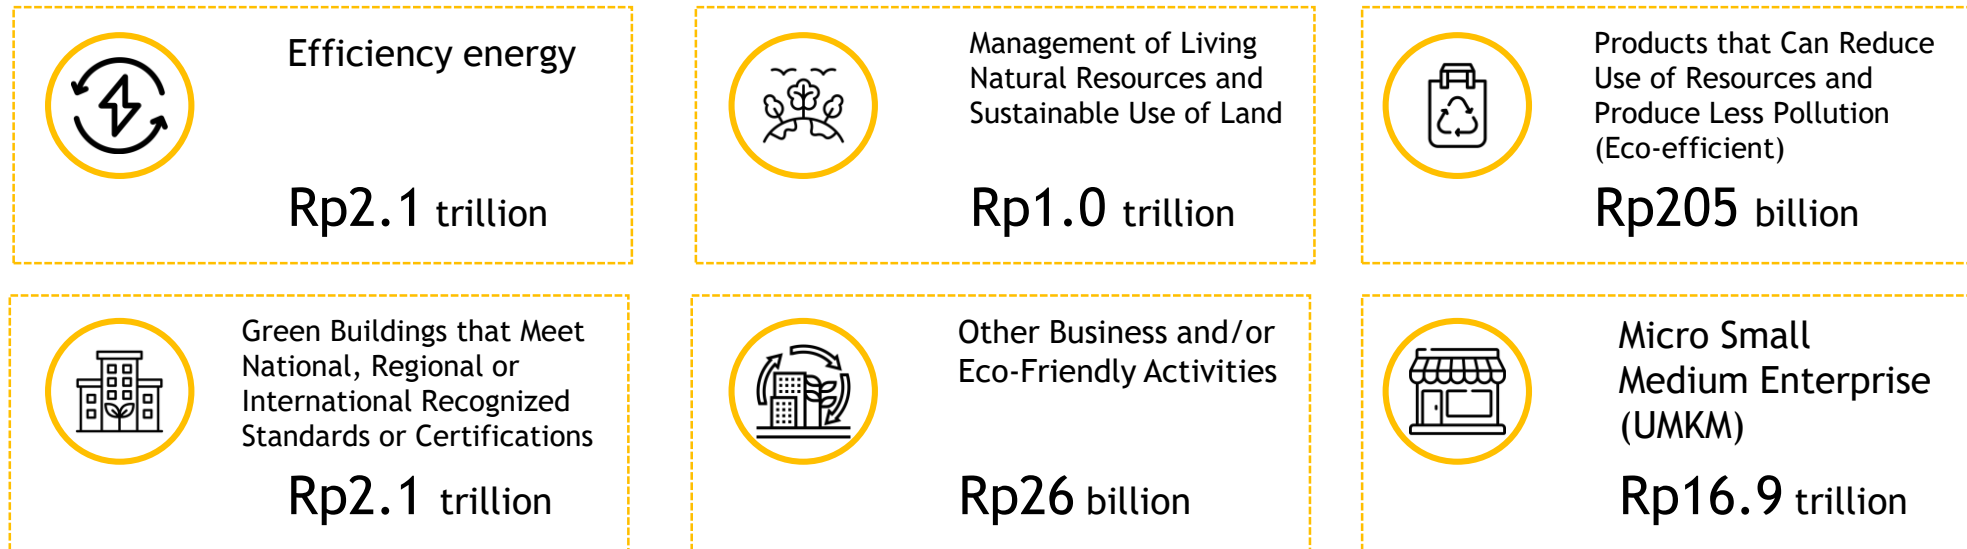 Efficiency energy
Rp2.1 trillion
Management of Living
Natural Resources and
Sustainable Use of Land
Rp1.0 trillion
Products that Can Reduce
Use of Resources and
Produce Less Pollution
(Eco-efficient)
Rp205 billion
Green Buildings that Meet
National, Regional or
International Recognized
Standards or Certifications
Rp2.1 trillion
Other Business and/or
Eco-Friendly Activities
Rp26 billion
Micro Small
Medium Enterprise
(UMKM)
Rp16.9 trillion